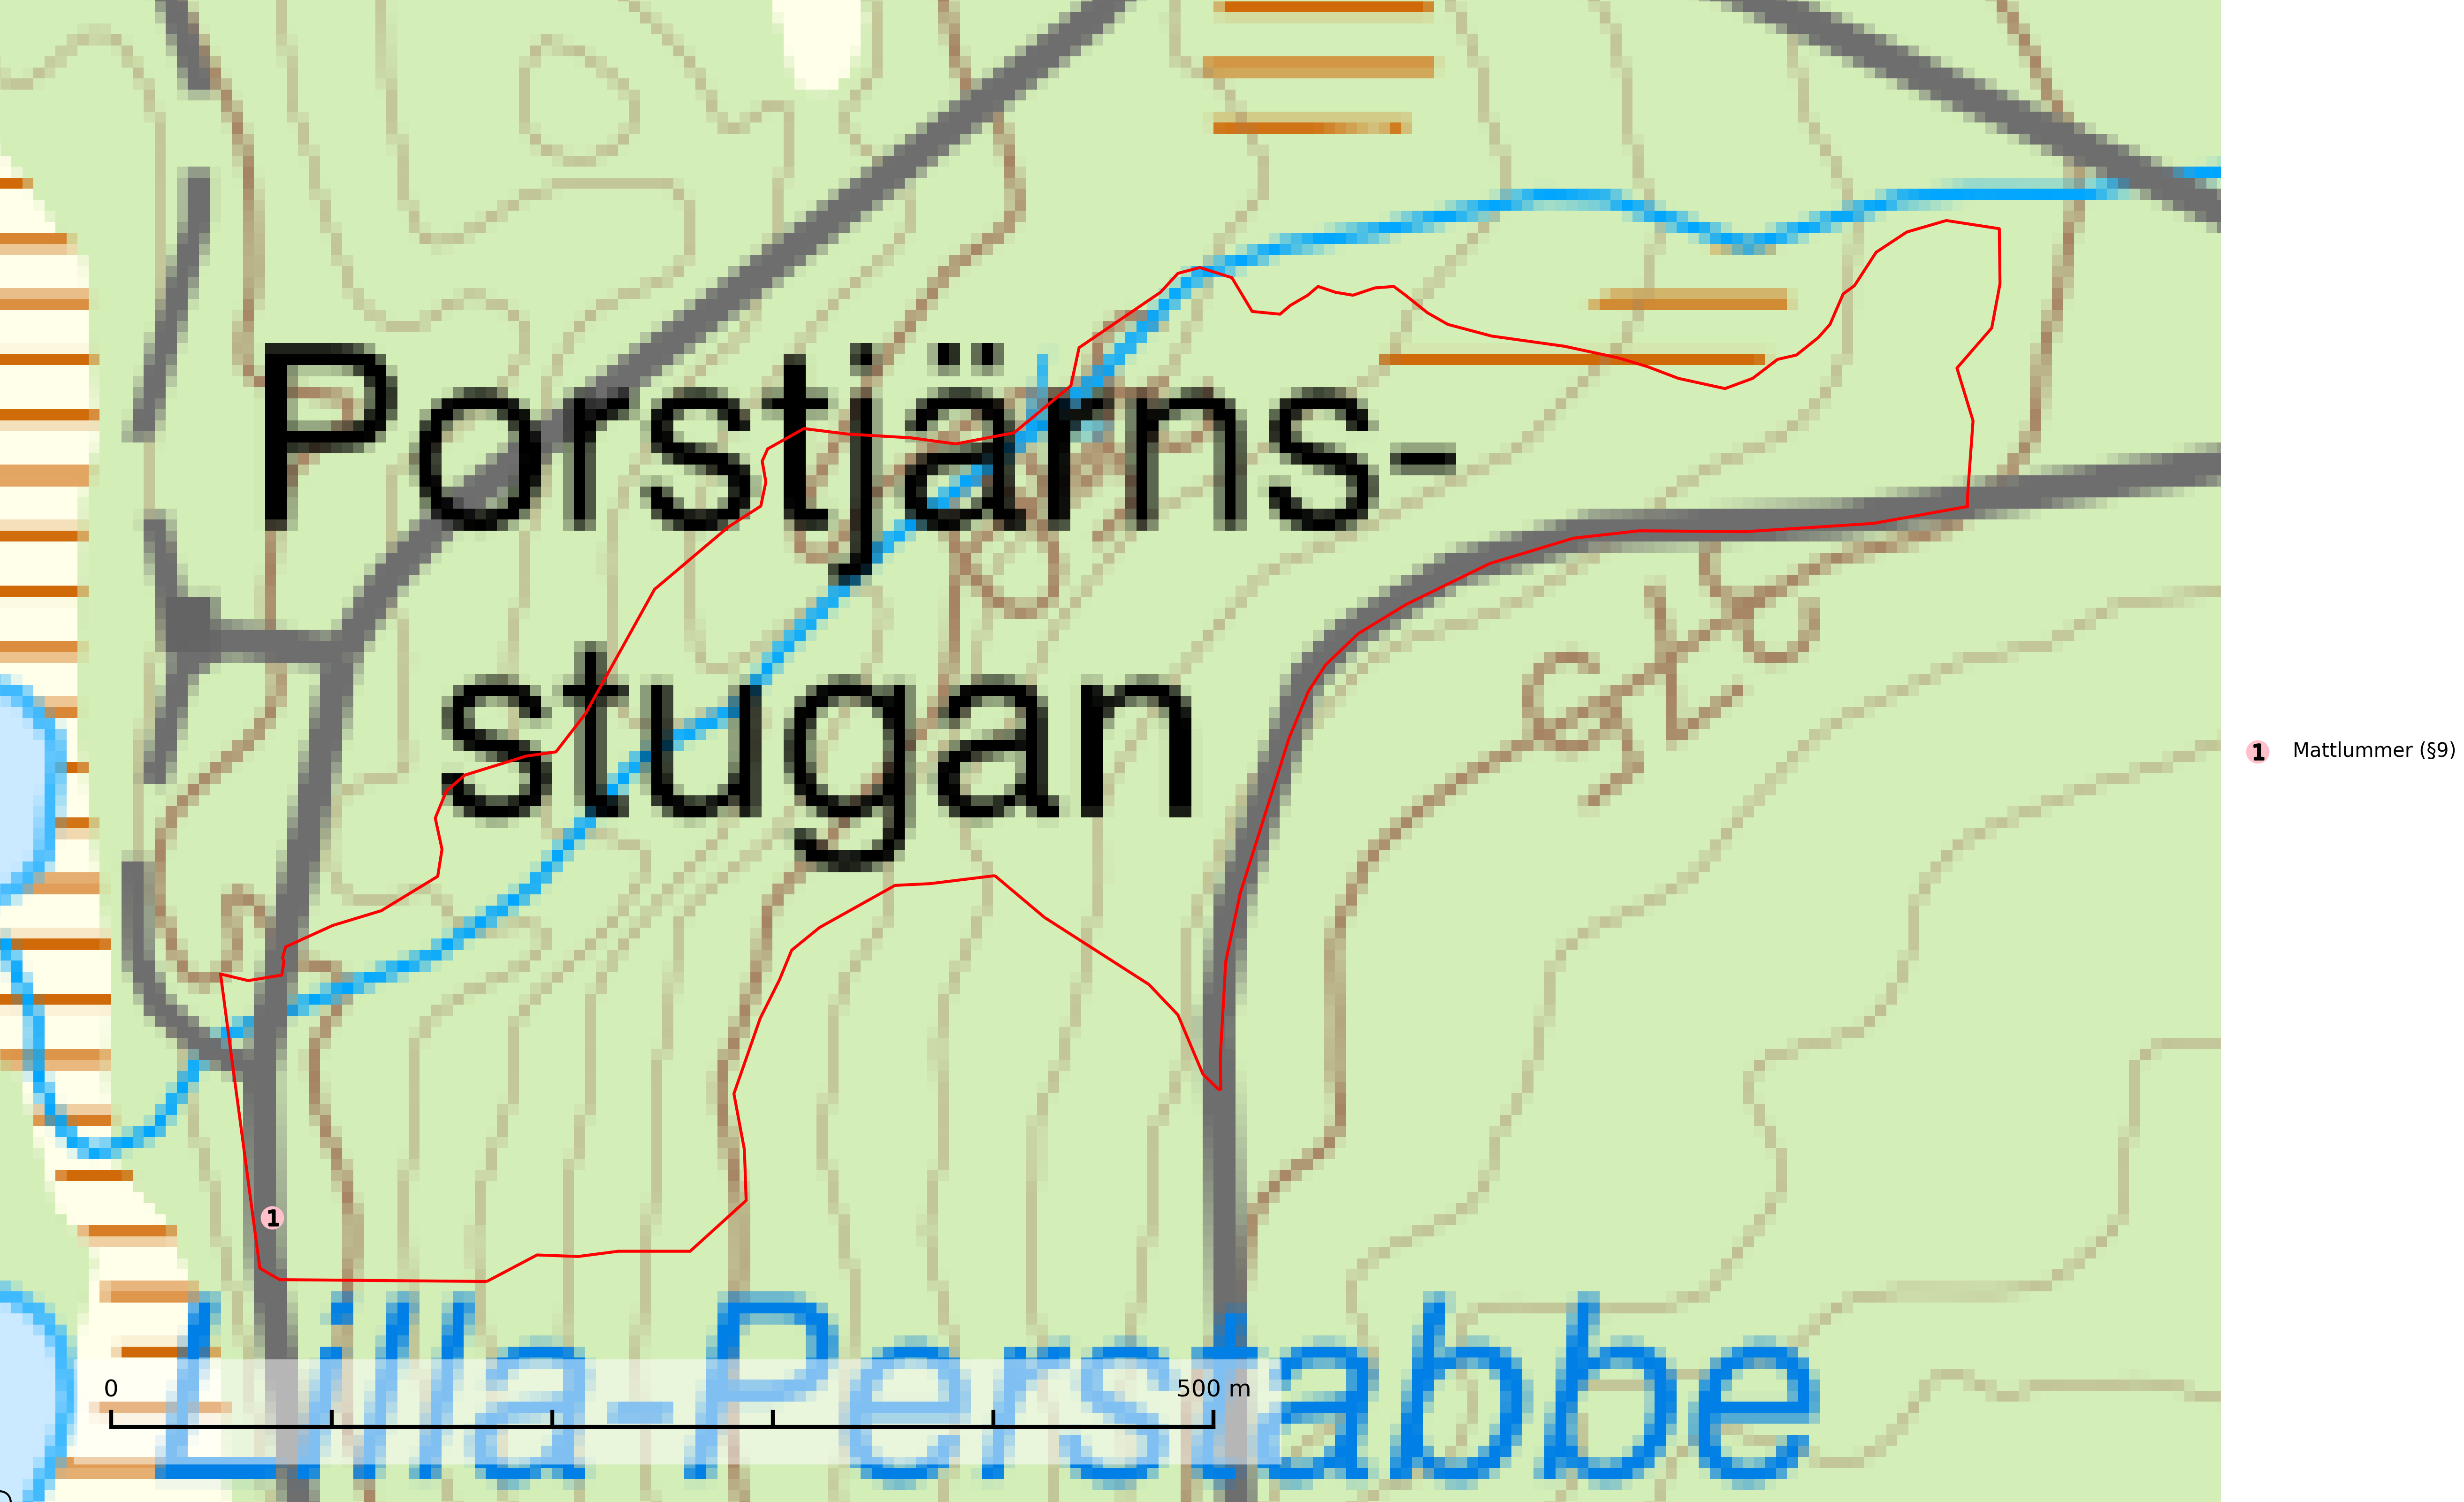 Porstjärns-
stugan
1
1 Mattlummer (§9)
Lilla-Perstabbe
0 500 m